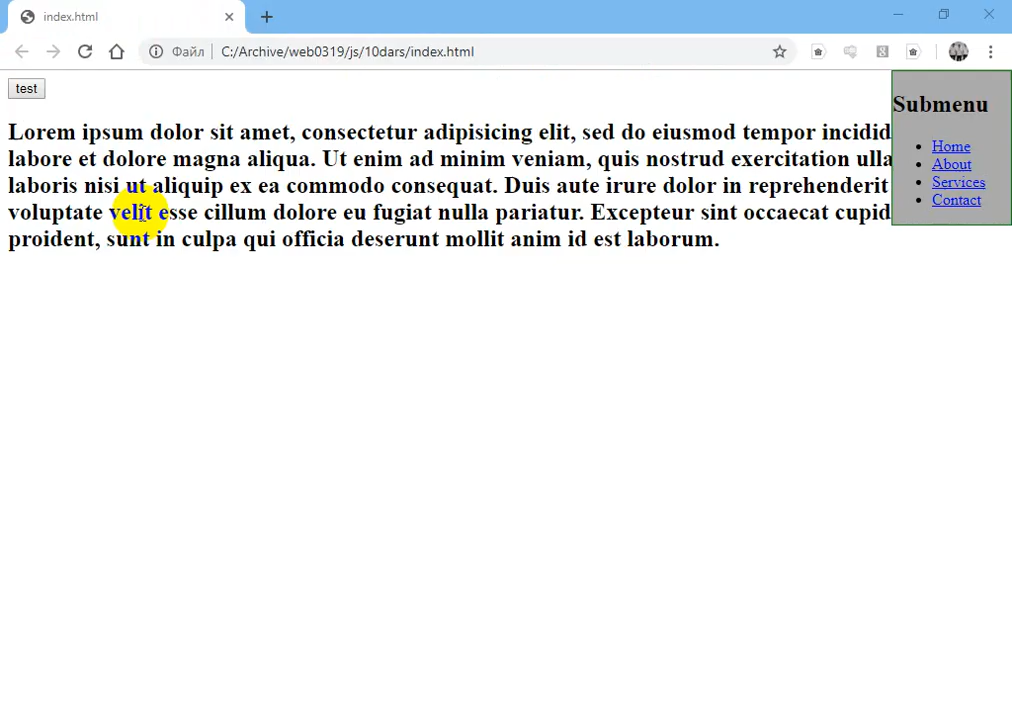 index.html
Файл
C:/Archive/web0319/js/10dars/index.html
test
Lorem ipsum dolor sit amet, consectetur adipisicing elit, sed do eiusmod tempor incidid
labore et dolore magna aliqua. Ut enim ad minim veniam, quis nostrud exercitation ulla
laboris nisi ut aliquip ex ea commodo consequat. Duis aute irure dolor in reprehenderit
voluptate velit esse cillum dolore eu fugiat nulla pariatur. Excepteur sint occaecat cupid
proident, sunt in culpa qui officia deserunt mollit anim id est laborum.
Submenu
Home
About
Services
Contact